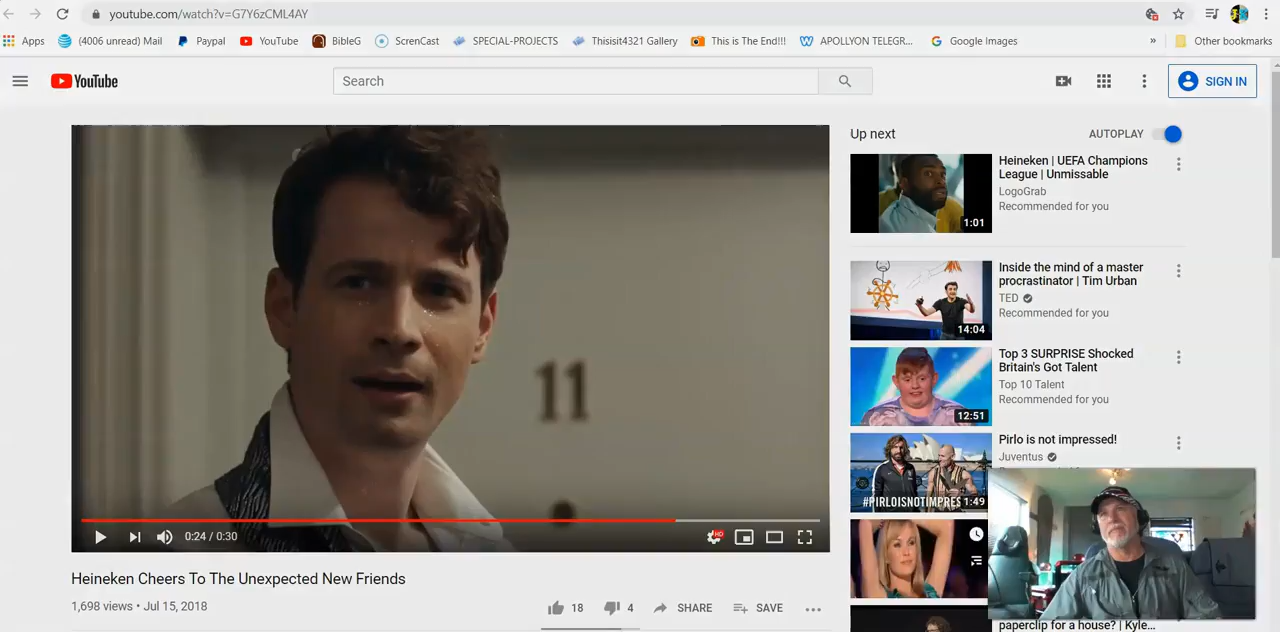 youtube.com/watch?v=G7Y6zCML4AY
Apps
(4006 unread) Mail
Paypal
YouTube
BibleG
ScrenCast
SPECIAL-PROJECTS
Thisisit4321 Gallery
This is The End!!!
APOLLYON TELEGR...
Google Images
»
Other bookmarks
YouTube
Search
SIGN IN
11
0:24 / 0:30
HD
Heineken Cheers To The Unexpected New Friends
1,698 views • Jul 15, 2018
18
4
SHARE
SAVE
Up next
AUTOPLAY
Heineken | UEFA Champions
League | Unmissable
LogoGrab
Recommended for you
1:01
Inside the mind of a master
procrastinator | Tim Urban
TED
Recommended for you
14:04
Top 3 SURPRISE Shocked
Britain's Got Talent
Top 10 Talent
Recommended for you
12:51
Pirlo is not impressed!
Juventus
#PIRLOISNOTIMPRES
1:49
paperclip for a house? | Kyle...